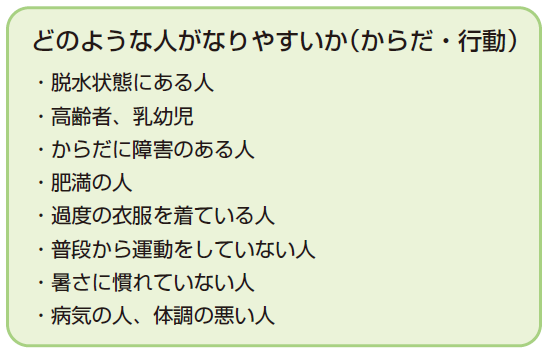 どのような人がなりやすいか（からだ・行動）
・脱水状態にある人
・高齢者、乳幼児
・からだに障害のある人
・肥満の人
・過度の衣服を着ている人
・普段から運動をしていない人
・暑さに慣れていない人
・病気の人、体調の悪い人